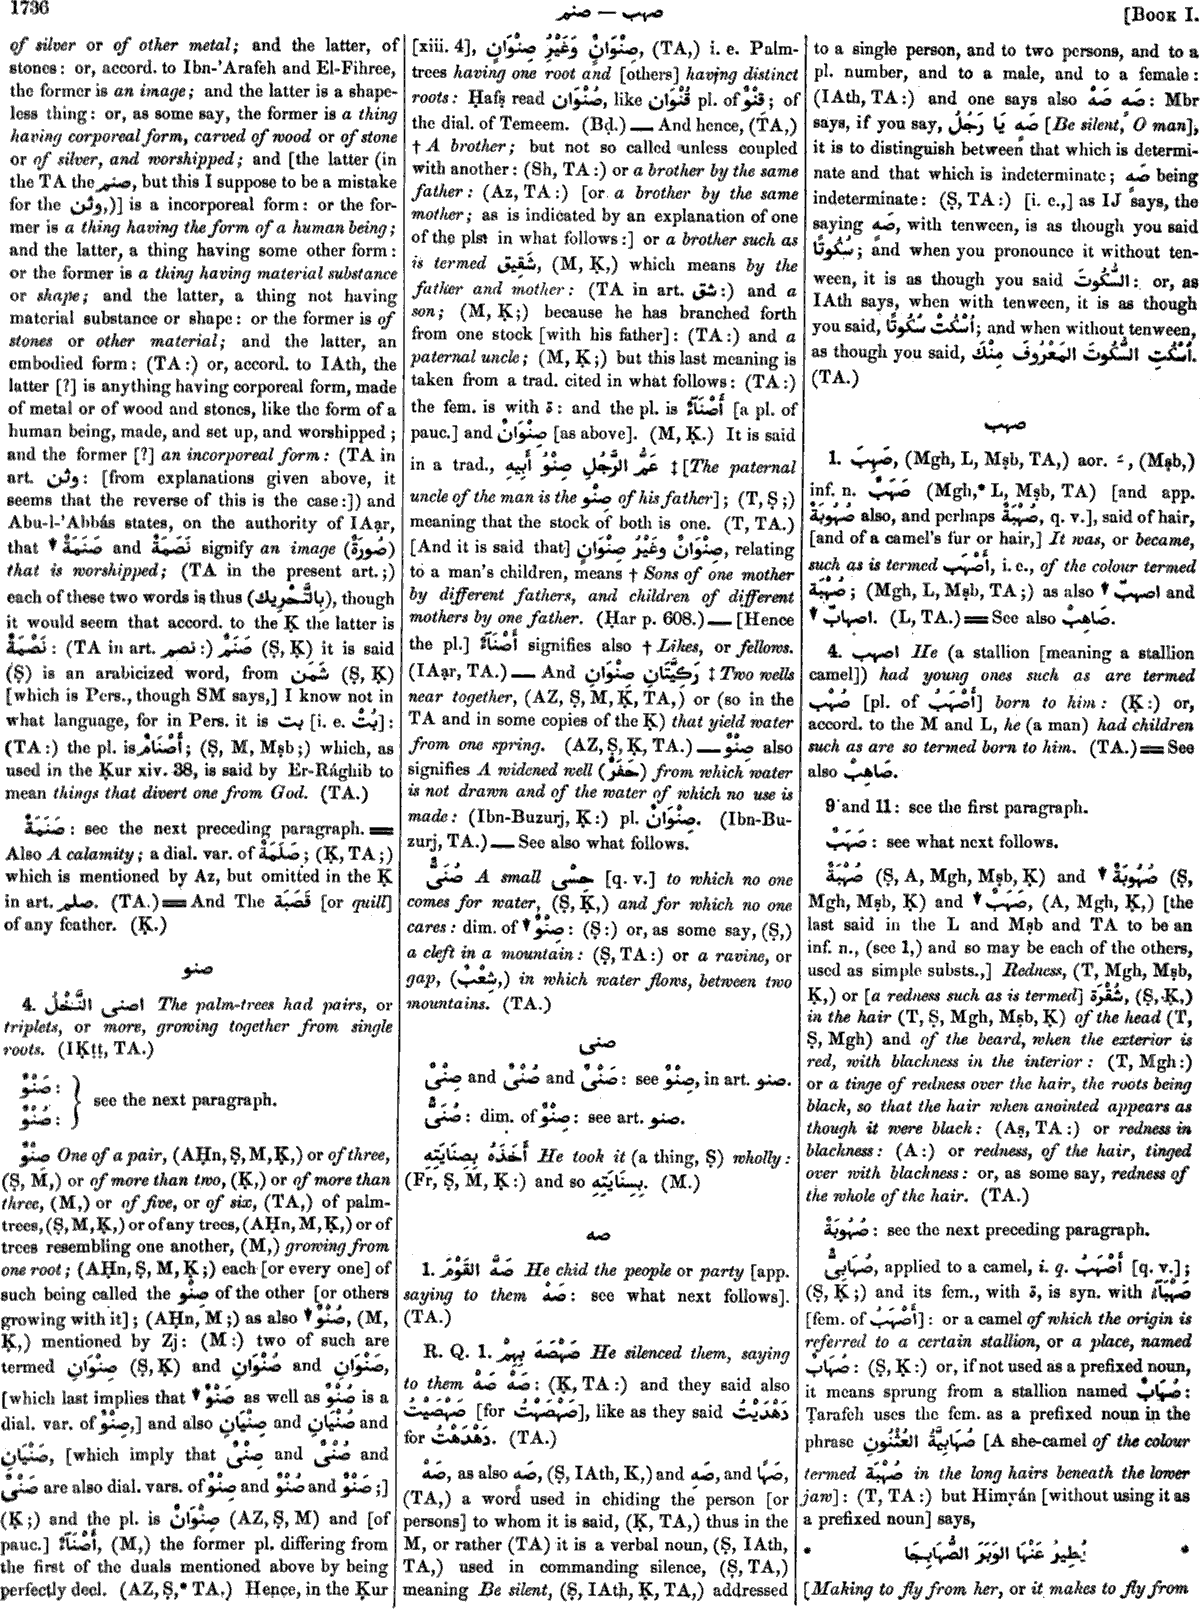 1736
صنم — صهب
[BOOK I.
of silver or of other metal; and the latter, of
stones: or, accord. to Ibn-'Arafeh and El-Fihree,
the former is an image; and the latter is a shape-
less thing: or, as some say, the former is a thing
having corporeal form, carved of wood or of stone
or of silver, and worshipped; and [the latter (in
the TA the صنم, but this I suppose to be a mistake
for the وثن,)] is a incorporeal form: or the for-
mer is a thing having the form of a human being;
and the latter, a thing having some other form:
or the former is a thing having material substance
or shape; and the latter, a thing not having
material substance or shape: or the former is of
stones or other material; and the latter, an
embodied form: (TA:) or, accord. to IAth, the
latter [?] is anything having corporeal form, made
of metal or of wood and stones, like the form of a
human being, made, and set up, and worshipped;
and the former [?] an incorporeal form: (TA in
art. وثن: [from explanations given above, it
seems that the reverse of this is the case:]) and
Abu-l-'Abbás states, on the authority of IAạr,
that صَنَمَةٌ and نَصَمَةٌ signify an image (صُورَةٌ)
that is worshipped; (TA in the present art.;)
each of these two words is thus (بِالتَّحْرِيكِ), though
it would seem that accord. to the Ḳ the latter is
نَصْمَةٌ: (TA in art. نصم:) صَنَمٌ (Ṣ, Ḳ) it is said
(Ṣ) is an arabicized word, from شَمَن (Ṣ, Ḳ)
[which is Pers., though SM says,] I know not in
what language, for in Pers. it is بت [i. e. بُتْ]:
(TA:) the pl. is أَصْنَامٌ; (Ṣ, M, Mṣb;) which, as
used in the Ḳur xiv. 38, is said by Er-Rághib to
mean things that divert one from God. (TA.)
صَنَمَةٌ: see the next preceding paragraph. ══
Also A calamity; a dial. var. of صَلَمَةٌ; (Ḳ, TA;)
which is mentioned by Az, but omitted in the Ḳ
in art. صلم. (TA.) ══ And The قَصَبَة [or quill]
of any feather. (Ḳ.)
صنو
4. اصنى النَّخْلُ The palm-trees had pairs, or
triplets, or more, growing together from single
roots. (IḲṭṭ, TA.)
صَنْوٌ:
صُنْوٌ: } see the next paragraph.
صِنْوٌ One of a pair, (AḤn, Ṣ, M, Ḳ,) or of three,
(Ṣ, M,) or of more than two, (Ḳ,) or of more than
three, (M,) or of five, or of six, (TA,) of palm-
trees, (Ṣ, M, Ḳ,) or of any trees, (AḤn, M, Ḳ,) or of
trees resembling one another, (M,) growing from
one root; (AḤn, Ṣ, M, Ḳ;) each [or every one] of
such being called the صِنْو of the other [or others
growing with it]; (AḤn, M;) as also صُنْوٌ, (M,
Ḳ,) mentioned by Zj: (M:) two of such are
termed صِنْوَانِ (Ṣ, Ḳ) and صُنْوَانِ and صَنْوَانِ,
[which last implies that صَنْوٌ as well as صُنْوٌ is a
dial. var. of صِنْوٌ,] and also صِنْيَانِ and صُنْيَانِ and
صَنْيَانِ, [which imply that صِنْىٌ and صُنْىٌ and
صَنْىٌ are also dial. vars. of صِنْوٌ and صُنْوٌ and صَنْوٌ;]
(Ḳ;) and the pl. is صِنْوَانٌ (AZ, Ṣ, M) and [of
pauc.] أَصْنَآءٌ, (M,) the former pl. differing from
the first of the duals mentioned above by being
perfectly decl. (AZ, Ṣ,* TA.) Hence, in the Ḳur
[xiii. 4], صِنْوَانٌ وَغَيْرُ صِنْوَانٍ, (TA,) i. e. Palm-
trees having one root and [others] having distinct
roots: Ḥafṣ read صُنْوَان, like قُنْوَان pl. of قِنْوٌ; of
the dial. of Temeem. (Bḍ.) — And hence, (TA,)
† A brother; but not so called unless coupled
with another: (Sh, TA:) or a brother by the same
father: (Az, TA:) [or a brother by the same
mother; as is indicated by an explanation of one
of the pls. in what follows:] or a brother such as
is termed شَقِيق, (M, Ḳ,) which means by the
father and mother: (TA in art. شق:) and a
son; (M, Ḳ;) because he has branched forth
from one stock [with his father]: (TA:) and a
paternal uncle; (M, Ḳ;) but this last meaning is
taken from a trad. cited in what follows: (TA:)
the fem. is with ة: and the pl. is أَصْنَآءٌ [a pl. of
pauc.] and صِنْوَانٌ [as above]. (M, Ḳ.) It is said
in a trad., عَمُّ الرَّجُلِ صِنْوُ أَبِيهِ ‡ [The paternal
uncle of the man is the صِنْو of his father]; (T, Ṣ;)
meaning that the stock of both is one. (T, TA.)
[And it is said that] صِنْوَانٌ وَغَيْرُ صِنْوَانٍ, relating
to a man's children, means † Sons of one mother
by different fathers, and children of different
mothers by one father. (Ḥar p. 608.) — [Hence
the pl.] أَصْنَآءٌ signifies also † Likes, or fellows.
(IAạr, TA.) — And رَكِيَّتَانِ صِنْوَانِ ‡ Two wells
near together, (AZ, Ṣ, M, Ḳ, TA,) or (so in the
TA and in some copies of the Ḳ) that yield water
from one spring. (AZ, Ṣ, Ḳ, TA.) — صِنْوٌ also
signifies A widened well (حَفَرٌ) from which water
is not drawn and of the water of which no use is
made: (Ibn-Buzurj, Ḳ:) pl. صِنْوَانٌ. (Ibn-Bu-
zurj, TA.) — See also what follows.
صُنَىٌّ A small حِسْى [q. v.] to which no one
comes for water, (Ṣ, Ḳ,) and for which no one
cares: dim. of صِنْوٌ: (Ṣ:) or, as some say, (Ṣ,)
a cleft in a mountain: (Ṣ, TA:) or a ravine, or
gap, (شِعْبٌ,) in which water flows, between two
mountains. (TA.)
صنى
صِنْىٌ and صُنْىٌ and صَنْىٌ: see صِنْوٌ, in art. صنو.
صُنَىٌّ: dim. of صِنْوٌ: see art. صنو.
أَخَذَهُ بِصِنَايَتِهِ He took it (a thing, Ṣ) wholly:
(Fr, Ṣ, M, Ḳ:) and so بِسِنَايَتِهِ. (M.)
صه
1. صَهَّ القَوْمَ He chid the people or party [app.
saying to them صَهْ: see what next follows].
(TA.)
R. Q. 1. صَهْصَهَ بِهِمْ He silenced them, saying
to them صَهْ صَهْ: (Ḳ, TA:) and they said also
صَهْصَيْتُ [for صَهْصَهْتُ], like as they said دَهْدَيْتُ
for دَهْدَهْتُ. (TA.)
صَهْ, as also صَهِ, (Ṣ, IAth, Ḳ,) and صَهٍ, and صَهًا,
(TA,) a word used in chiding the person [or
persons] to whom it is said, (Ḳ, TA,) thus in the
M, or rather (TA) it is a verbal noun, (Ṣ, IAth,
TA,) used in commanding silence, (Ṣ, TA,)
meaning Be silent, (Ṣ, IAth, Ḳ, TA,) addressed
to a single person, and to two persons, and to a
pl. number, and to a male, and to a female:
(IAth, TA:) and one says also صَهٍ صَهْ: Mbr
says, if you say, صَهٍ يَا رَجُلُ [Be silent, O man],
it is to distinguish between that which is determi-
nate and that which is indeterminate; صَهٍ being
indeterminate: (Ṣ, TA:) [i. e.,] as IJ says, the
saying صَهٍ, with tenween, is as though you said
سُكُوتًا; and when you pronounce it without ten-
ween, it is as though you said السُّكُوتَ: or, as
IAth says, when with tenween, it is as though
you said, اُسْكُتْ سُكُوتًا; and when without tenween,
as though you said, اُسْكُتِ السُّكُوتَ المَعْرُوفَ مِنْكَ.
(TA.)
صهب
1. صَهِبَ, (Mgh, L, Mṣb, TA,) aor. ـَ, (Mṣb,)
inf. n. صَهَبٌ (Mgh,* L, Mṣb, TA) [and app.
صُهُوبَةٌ also, and perhaps صُهْبَةٌ, q. v.], said of hair,
[and of a camel's fur or hair,] It was, or became,
such as is termed أَصْهَب, i. e., of the colour termed
صُهْبَة; (Mgh, L, Mṣb, TA;) as also اصهبّ and
اصهابّ. (L, TA.) ══ See also صَاهِبٌ.
4. اصهب He (a stallion [meaning a stallion
camel]) had young ones such as are termed
صُهْب [pl. of أَصْهَبُ] born to him: (Ḳ:) or,
accord. to the M and L, he (a man) had children
such as are so termed born to him. (TA.) ══ See
also صَاهِبٌ.
9 and 11: see the first paragraph.
صَهَبٌ: see what next follows.
صُهْبَةٌ (Ṣ, A, Mgh, Mṣb, Ḳ) and صُهُوبَةٌ (Ṣ,
Mgh, Mṣb, Ḳ) and صَهَبٌ, (A, Mgh, Ḳ,) [the
last said in the L and Mṣb and TA to be an
inf. n., (see 1,) and so may be each of the others,
used as simple substs.,] Redness, (T, Mgh, Mṣb,
Ḳ,) or [a redness such as is termed] شُقْرَة, (Ṣ, Ḳ,)
in the hair (T, Ṣ, Mgh, Mṣb, Ḳ) of the head (T,
Ṣ, Mgh) and of the beard, when the exterior is
red, with blackness in the interior: (T, Mgh:)
or a tinge of redness over the hair, the roots being
black, so that the hair when anointed appears as
though it were black: (Aṣ, TA:) or redness in
blackness: (A:) or redness, of the hair, tinged
over with blackness: or, as some say, redness of
the whole of the hair. (TA.)
صُهُوبَةٌ: see the next preceding paragraph.
صُهَابِىٌّ, applied to a camel, i. q. أَصْهَبُ [q. v.];
(Ṣ, Ḳ;) and its fem., with ة, is syn. with صَهْبَآءُ
[fem. of أَصْهَبُ]: or a camel of which the origin is
referred to a certain stallion, or a place, named
صُهَابٌ: (Ṣ, Ḳ:) or, if not used as a prefixed noun,
it means sprung from a stallion named صُهَابٌ:
Ṭarafeh uses the fem. as a prefixed noun in the
phrase صُهَابِيَّةُ العُثْنُونِ [A she-camel of the colour
termed صُهْبَة in the long hairs beneath the lower
jaw]: (T, TA:) but Ḥimyán [without using it as
a prefixed noun] says,
* يُطِيرُ عَنْهَا الوَبَرَ الصُّهَابِجَا *
[Making to fly from her, or it makes to fly from